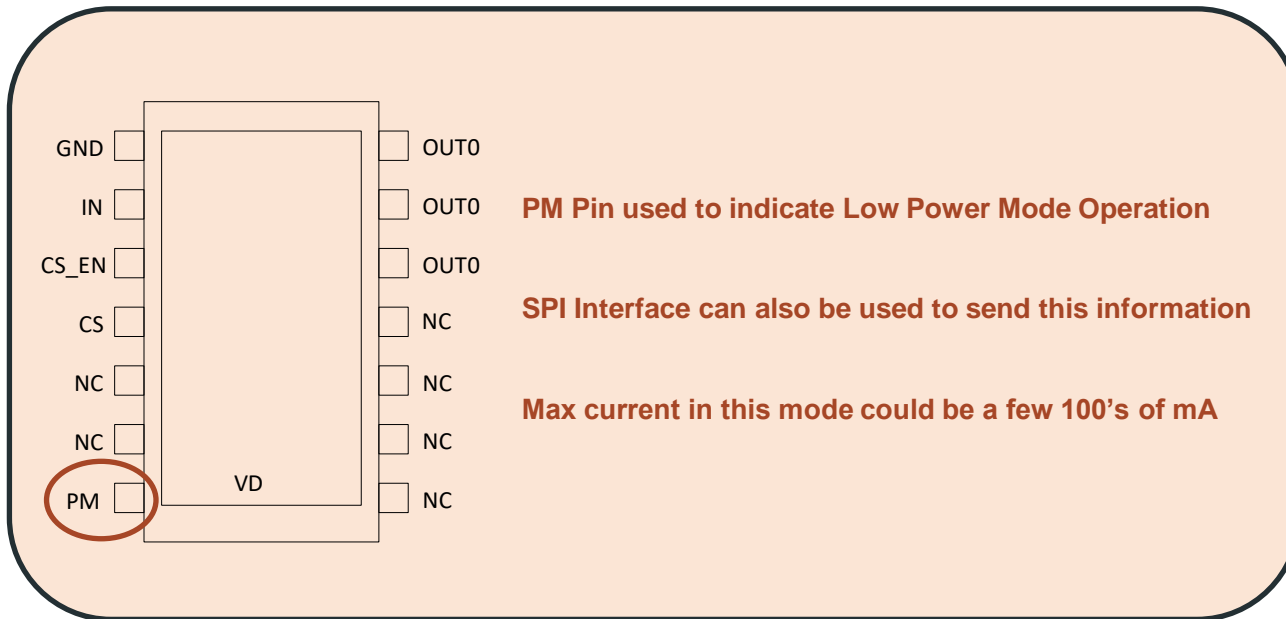 GND
OUT0
IN
OUT0
PM Pin used to indicate Low Power Mode Operation
CS_EN
OUT0
CS
NC
SPI Interface can also be used to send this information
NC
NC
Max current in this mode could be a few 100’s of mA
NC
NC
PM
VD
NC